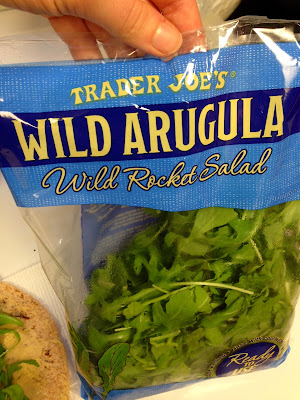 TRADER JOE'S®
WILD ARUGULA
Wild Rocket Salad
Ready